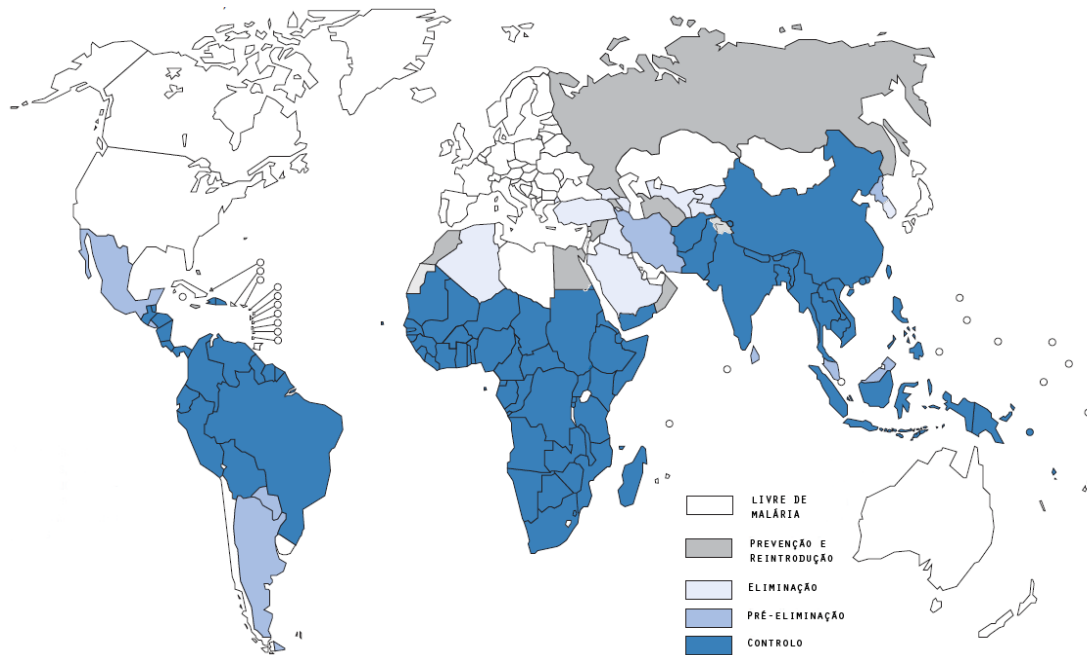 LIVRE DE
MALÁRIA
PREVENÇÃO E
REINTRODUÇÃO
ELIMINAÇÃO
PRÉ-ELIMINAÇÃO
CONTROLO